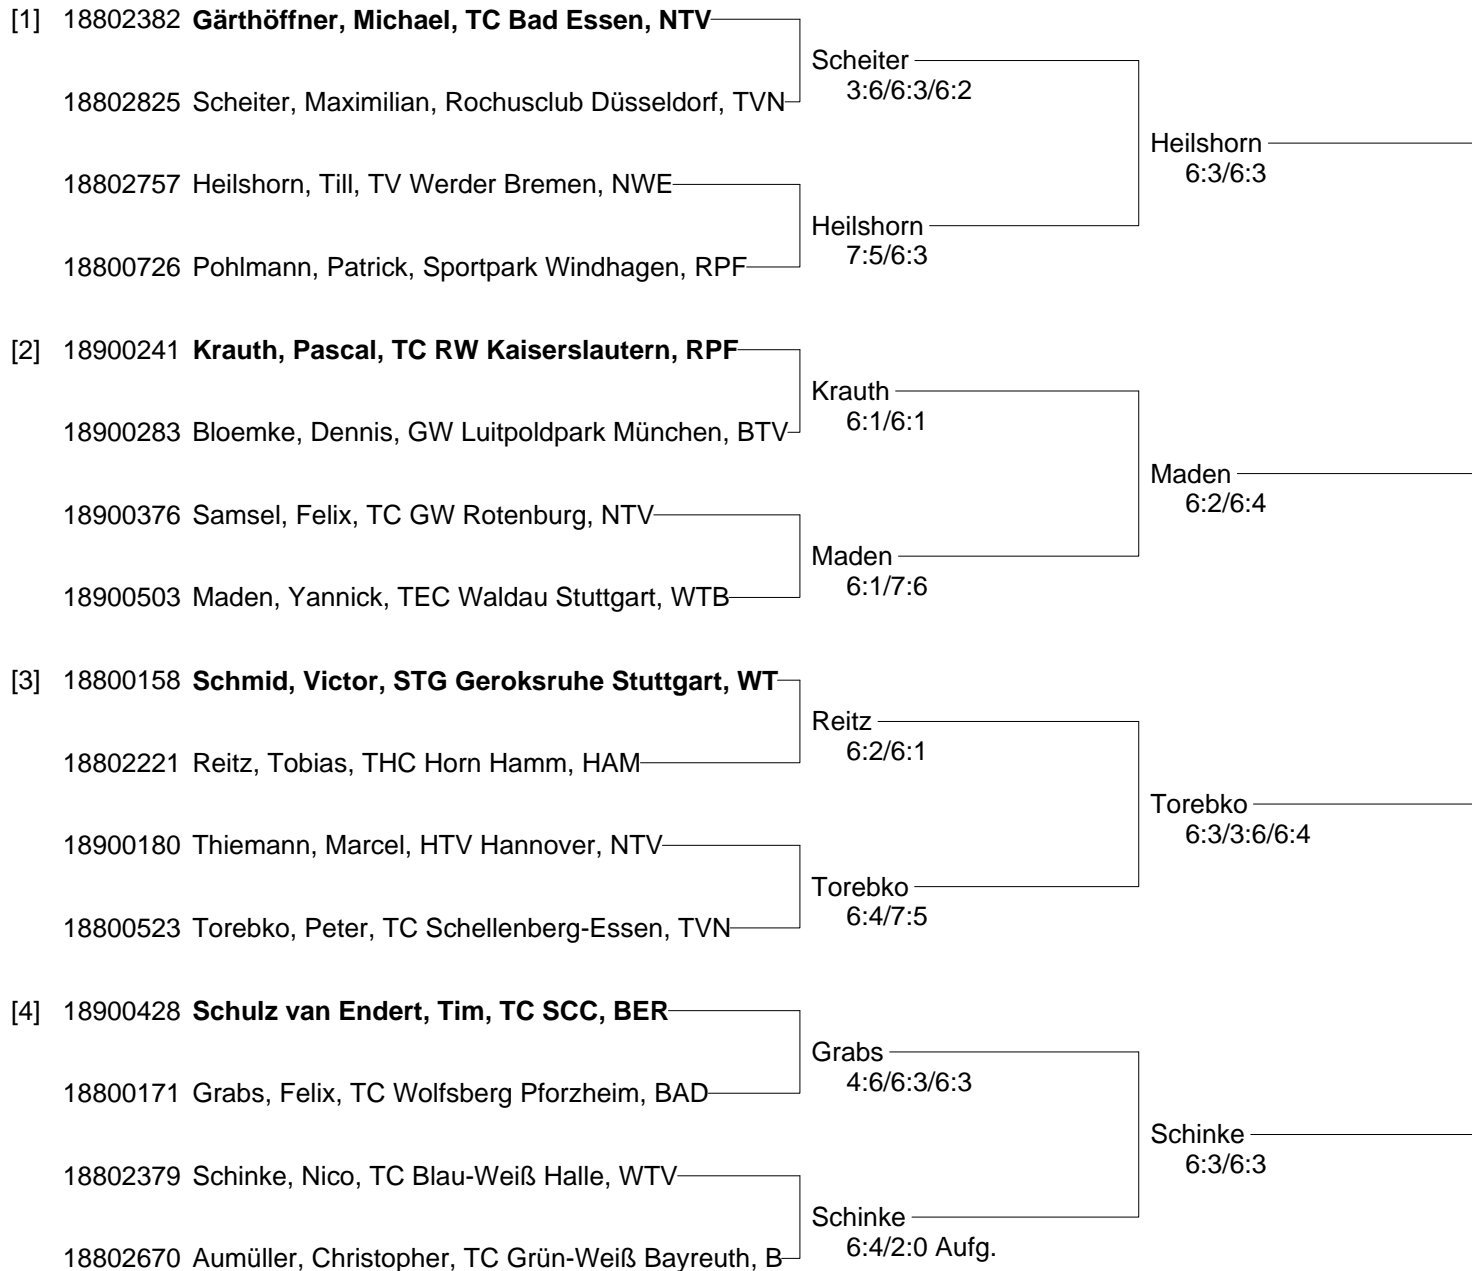 [1] 18802382 Gärthöffner, Michael, TC Bad Essen, NTV
Scheiter
3:6/6:3/6:2
18802825 Scheiter, Maximilian, Rochusclub Düsseldorf, TVN
Heilshorn
6:3/6:3
18802757 Heilshorn, Till, TV Werder Bremen, NWE
Heilshorn
7:5/6:3
18800726 Pohlmann, Patrick, Sportpark Windhagen, RPF
[2] 18900241 Krauth, Pascal, TC RW Kaiserslautern, RPF
Krauth
6:1/6:1
18900283 Bloemke, Dennis, GW Luitpoldpark München, BTV
Maden
6:2/6:4
18900376 Samsel, Felix, TC GW Rotenburg, NTV
Maden
6:1/7:6
18900503 Maden, Yannick, TEC Waldau Stuttgart, WTB
[3] 18800158 Schmid, Victor, STG Geroksruhe Stuttgart, WT
Reitz
6:2/6:1
18802221 Reitz, Tobias, THC Horn Hamm, HAM
Torebko
6:3/3:6/6:4
18900180 Thiemann, Marcel, HTV Hannover, NTV
Torebko
6:4/7:5
18800523 Torebko, Peter, TC Schellenberg-Essen, TVN
[4] 18900428 Schulz van Endert, Tim, TC SCC, BER
Grabs
4:6/6:3/6:3
18800171 Grabs, Felix, TC Wolfsberg Pforzheim, BAD
Schinke
6:3/6:3
18802379 Schinke, Nico, TC Blau-Weiß Halle, WTV
Schinke
6:4/2:0 Aufg.
18802670 Aumüller, Christopher, TC Grün-Weiß Bayreuth, B